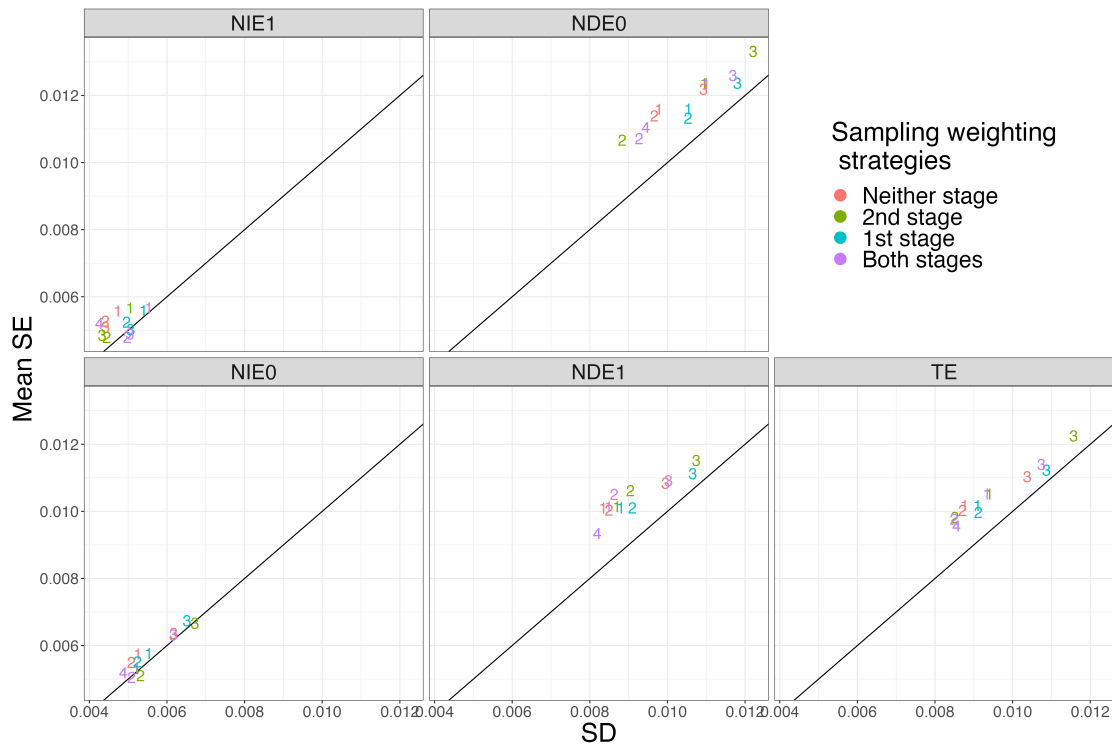 NIE1 NDE0
Sampling weighting
strategies
Neither stage
2nd stage
1st stage
Both stages
0.012
0.010
0.008
0.006
Mean SE
NIE0 NDE1 TE
0.012
0.010
0.008
0.006
0.004 0.006 0.008 0.010 0.012 0.004 0.006 0.008 0.010 0.012 0.004 0.006 0.008 0.010 0.012
SD